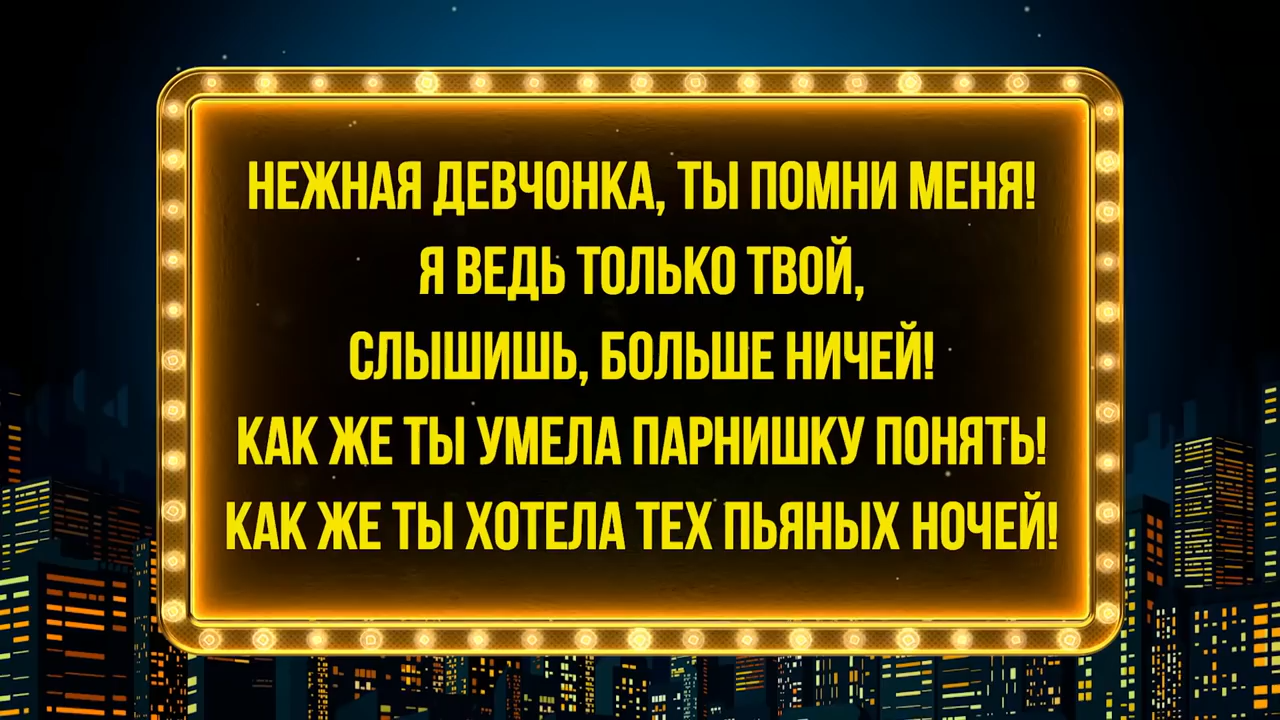 НЕЖНАЯ ДЕВЧОНКА, ТЫ ПОМНИ МЕНЯ!
Я ВЕДЬ ТОЛЬКО ТВОЙ,
СЛЫШИШЬ, БОЛЬШЕ НИЧЕЙ!
КАК ЖЕ ТЫ УМЕЛА ПАРНИШКУ ПОНЯТЬ!
КАК ЖЕ ТЫ ХОТЕЛА ТЕХ ПЬЯНЫХ НОЧЕЙ!